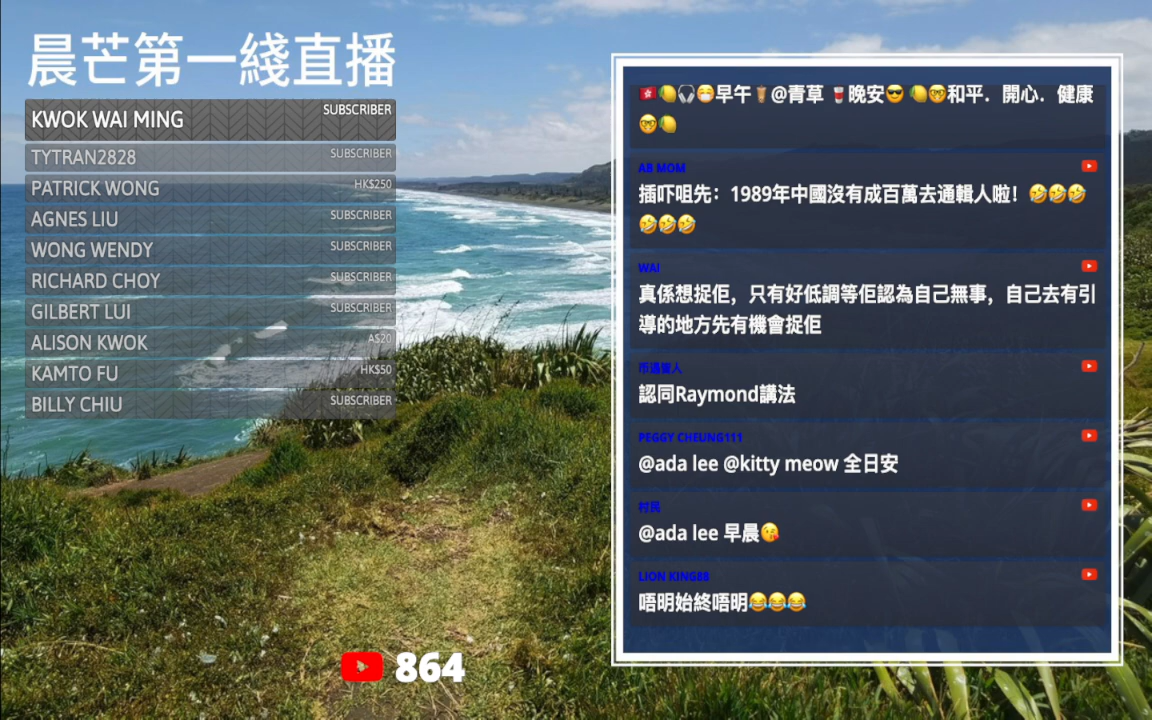 晨芒第一綫直播
KWOK WAI MING SUBSCRIBER
TYTRAN2828 SUBSCRIBER
PATRICK WONG HK$250
AGNES LIU SUBSCRIBER
WONG WENDY SUBSCRIBER
RICHARD CHOY SUBSCRIBER
GILBERT LUI SUBSCRIBER
ALISON KWOK A$20
KAMTO FU HK$50
BILLY CHIU SUBSCRIBER
864
🇭🇰🍋🎧😁早午🧋@青草 🥤晚安😎 🍋🤓和平．開心．健康
🤓🍋
AB MOM
插吓咀先：1989年中國沒有成百萬去通輯人啦！🤣🤣🤣
🤣🤣🤣
WAI
真係想捉佢，只有好低調等佢認為自己無事，自己去有引
導的地方先有機會捉佢
認同Raymond講法
PEGGY CHEUNG111
@ada lee @kitty meow 全日安
村民
@ada lee 早晨😘
LION KING88
唔明始終唔明😂😂😂